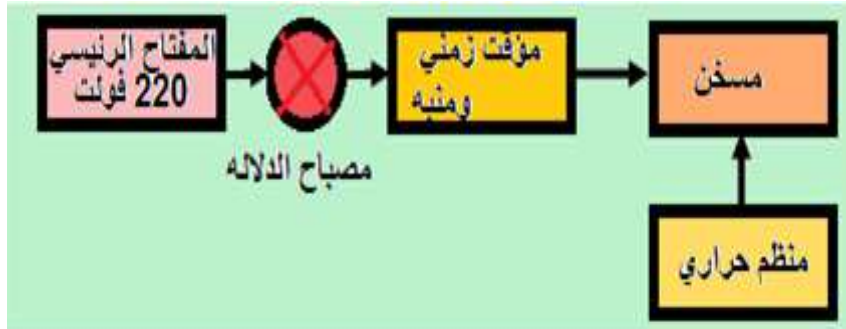 المفتاح الرئيسي
220 فولت
مصباح الدلاله
مؤقت زمني
ومنبه
مسخن
منظم حراري